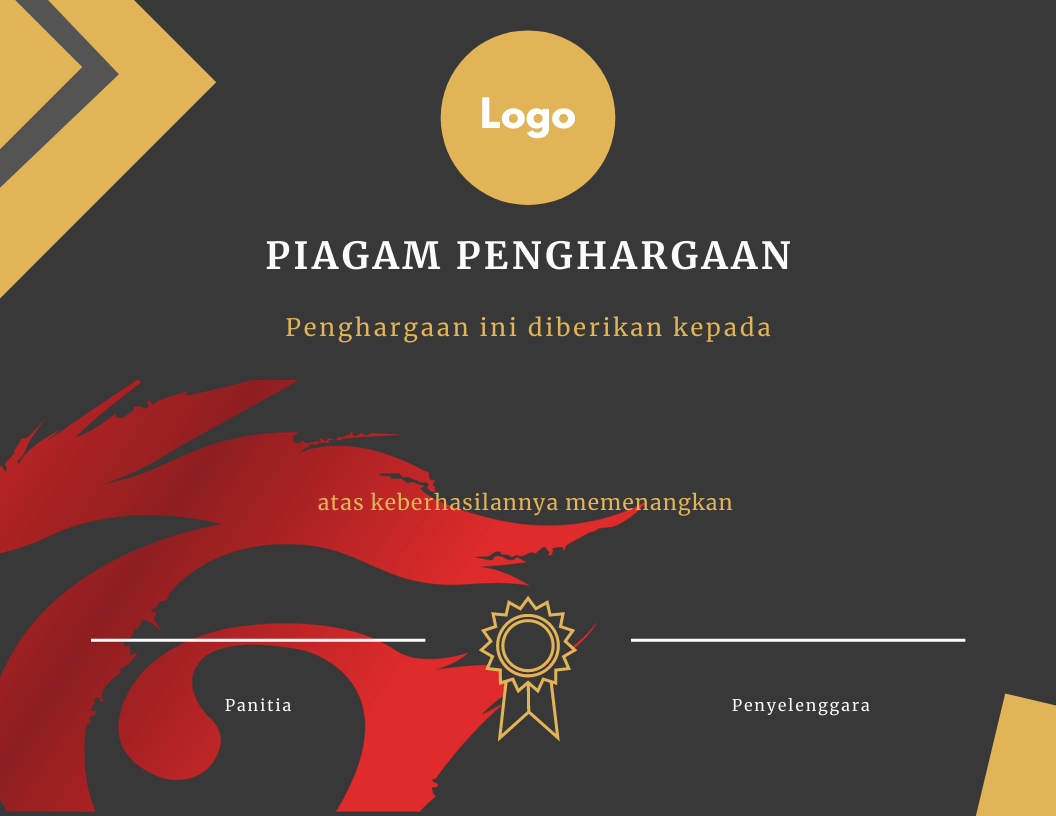 Logo
PIAGAM PENGHARGAAN
Penghargaan ini diberikan kepada
atas keberhasilannya memenangkan
Panitia
Penyelenggara